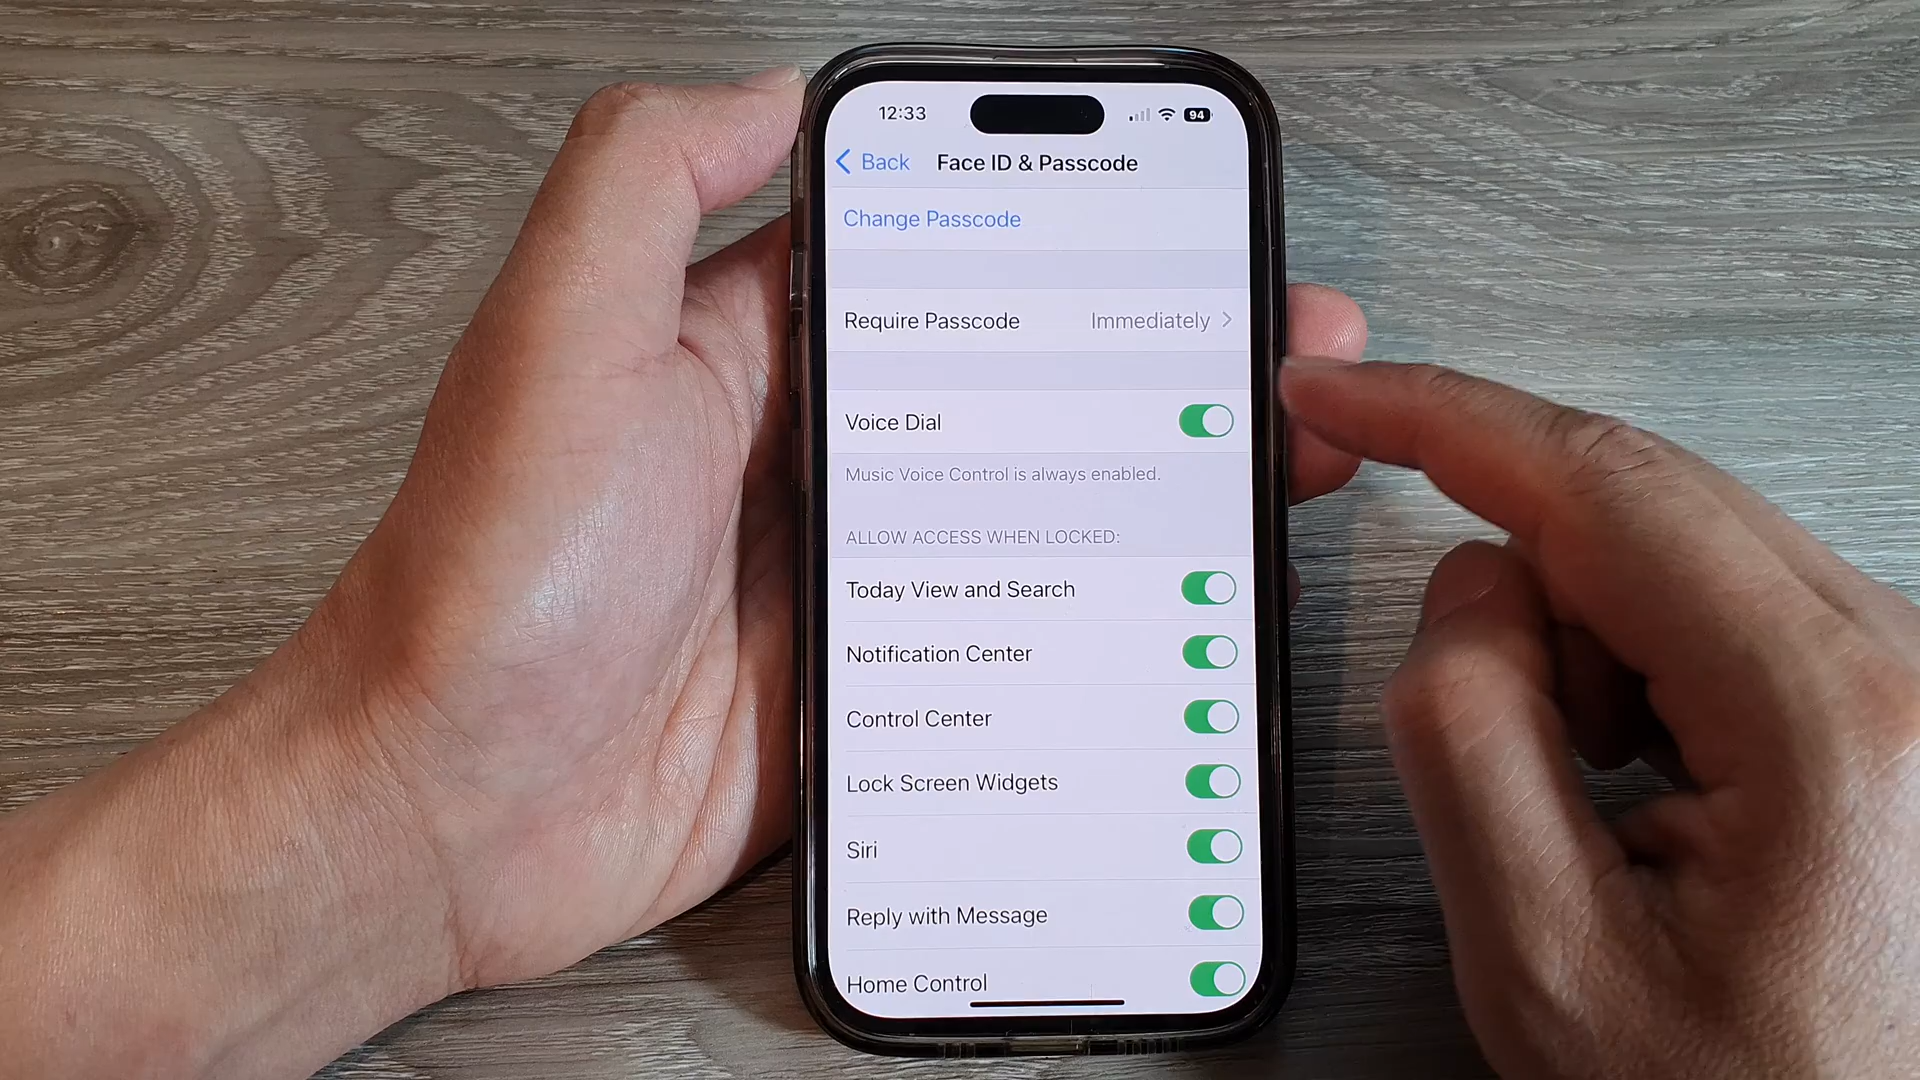 12:33 94
Back Face ID & Passcode
Change Passcode
Require Passcode Immediately
Voice Dial
Music Voice Control is always enabled.
ALLOW ACCESS WHEN LOCKED:
Today View and Search
Notification Center
Control Center
Lock Screen Widgets
Siri
Reply with Message
Home Control